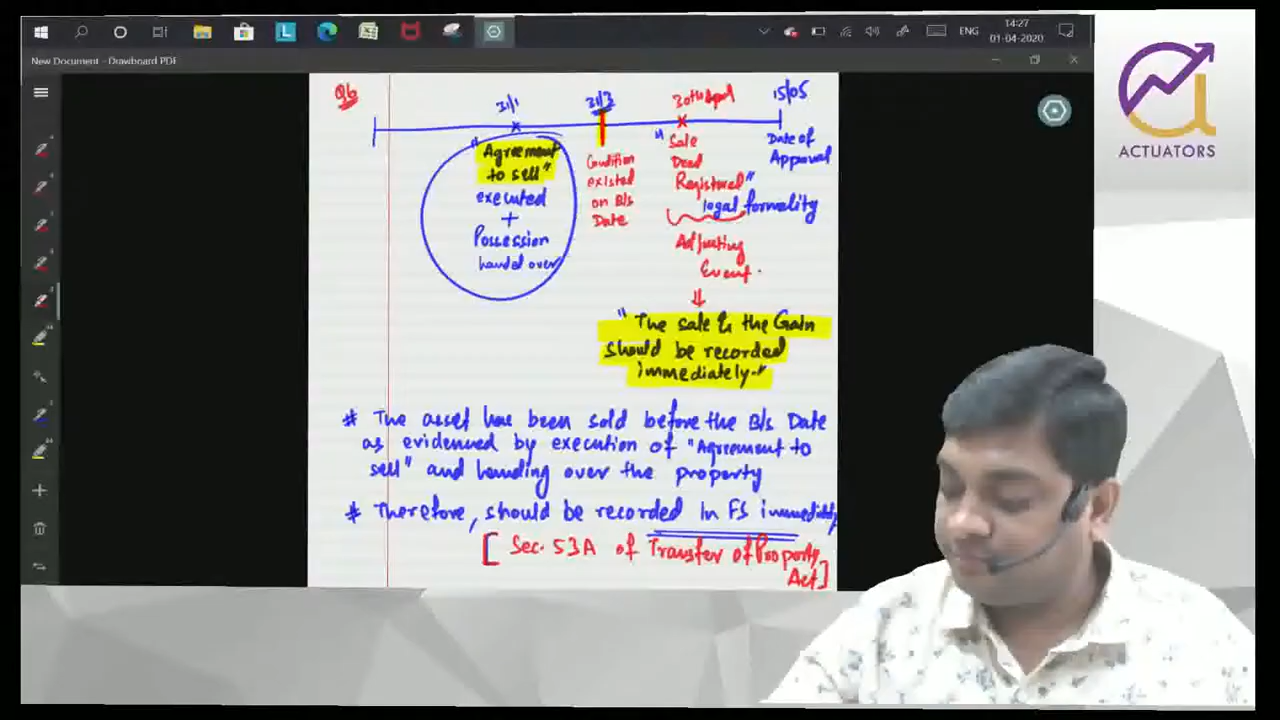 14:27
ENG
01-04-2020
New Document - Drawboard PDF
ACTUATORS
Q6
31/1
31/3
30th April
15/05
"Agreement
to sell"
executed
+
Possession
handed over
Condition
existed
on B/s
Date
"Sale
Deed
Registered"
legal formality
Adjusting
Event.
Date of
Approval
"The sale & the Gain
should be recorded
immediately."
# The asset has been sold before the B/s Date
as evidenced by execution of "Agreement to
sell" and handing over the property
# Therefore, should be recorded in FS immediately
[Sec. 53A of Transfer of Property
Act]